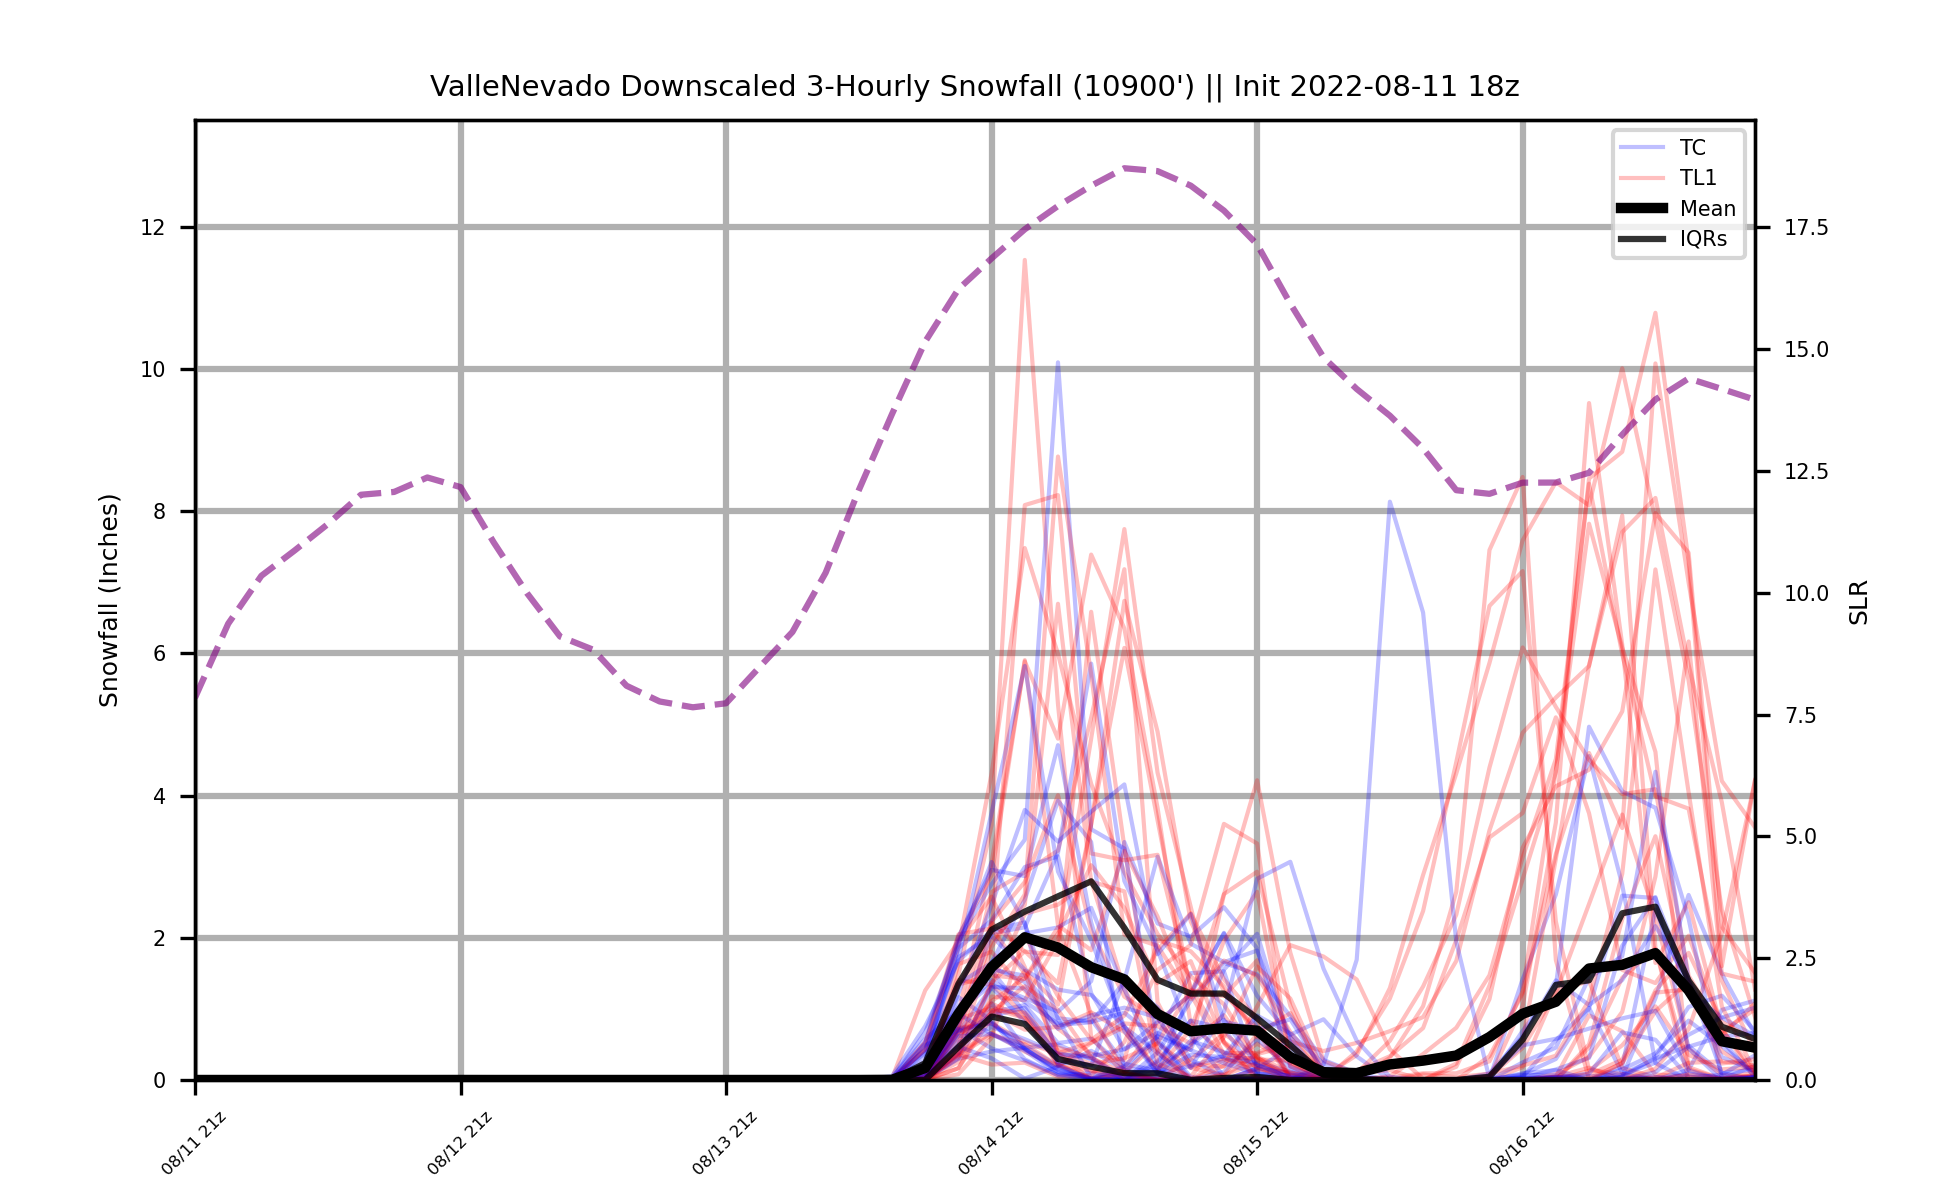 ValleNevado Downscaled 3-Hourly Snowfall (10900') || Init 2022-08-11 18z
TC
TL1
Mean
IQRs
Snowfall (Inches)
12
10
8
6
4
2
0
17.5
15.0
12.5
10.0
7.5
5.0
2.5
0.0
SLR
08/11 21z
08/12 21z
08/13 21z
08/14 21z
08/15 21z
08/16 21z